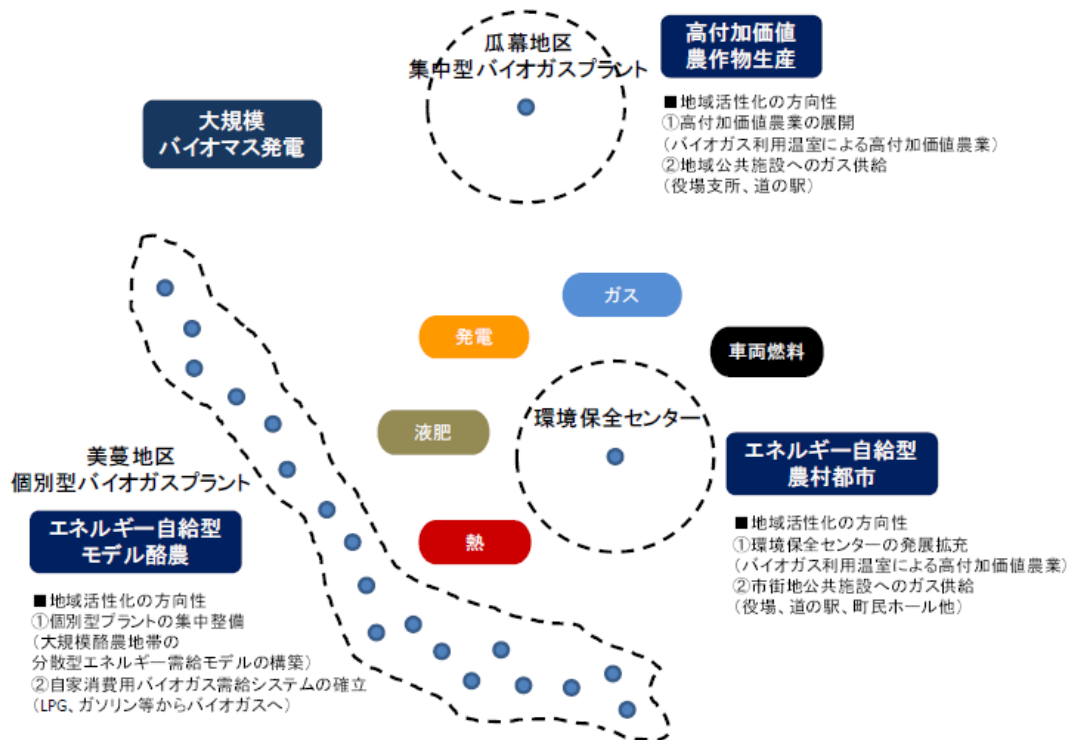 瓜幕地区
集中型バイオガスプラント
高付加価値
農作物生産
■地域活性化の方向性
①高付加価値農業の展開
(バイオガス利用温室による高付加価値農業)
②地域公共施設へのガス供給
(役場支所、道の駅)
大規模
バイオマス発電
ガス
発電
車両燃料
液肥
熱
環境保全センター
エネルギー自給型
農村都市
■地域活性化の方向性
①環境保全センターの発展拡充
(バイオガス利用温室による高付加価値農業)
②市街地公共施設へのガス供給
(役場、道の駅、町民ホール他)
美蔓地区
個別型バイオガスプラント
エネルギー自給型
モデル酪農
■地域活性化の方向性
①個別型プラントの集中整備
(大規模酪農地帯の
分散型エネルギー需給モデルの構築)
②自家消費用バイオガス需給システムの確立
(LPG、ガソリン等からバイオガスへ)